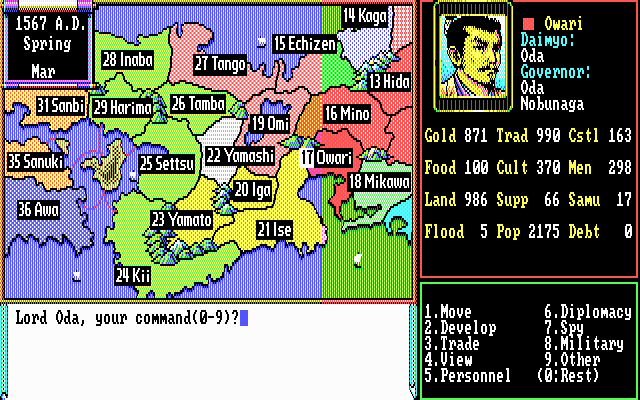 1567 A.D.
Spring
Mar
14 Kaga
15 Echizen
28 Inaba
27 Tango
13 Hida
31 Sanbi
29 Harima
26 Tamba
19 Omi
16 Mino
35 Sanuki
25 Settsu
22 Yamashi
17 Owari
20 Iga
18 Mikawa
36 Awa
23 Yamato
21 Ise
24 Kii
Owari
Daimyo:
Oda
Governor:
Oda
Nobunaga
Gold 871 Trad 990 Cstl 163
Food 100 Cult 370 Men 298
Land 986 Supp 66 Samu 17
Flood 5 Pop 2175 Debt 0
Lord Oda, your command(0-9)?
1.Move 6.Diplomacy
2.Develop 7.Spy
3.Trade 8.Military
4.View 9.Other
5.Personnel (0:Rest)